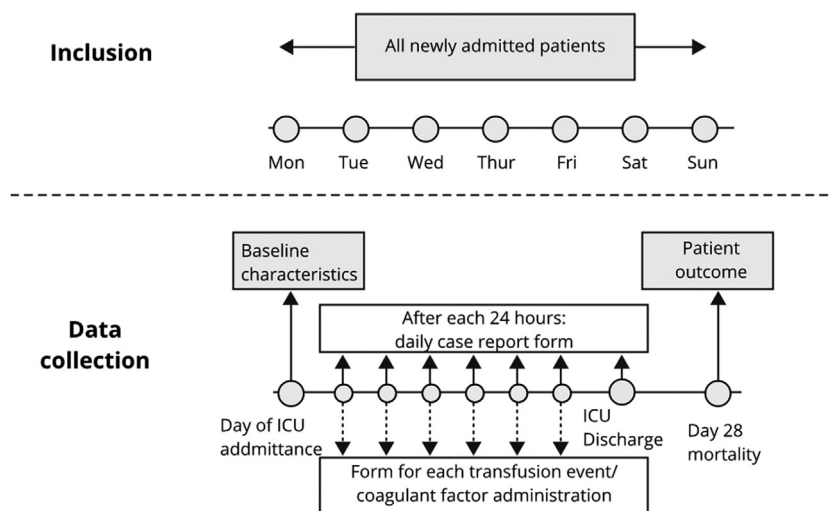 Inclusion
All newly admitted patients
Mon Tue Wed Thur Fri Sat Sun
Data
collection
Baseline
characteristics
Patient
outcome
After each 24 hours:
daily case report form
Day of ICU
addmittance
ICU
Discharge
Day 28
mortality
Form for each transfusion event/
coagulant factor administration